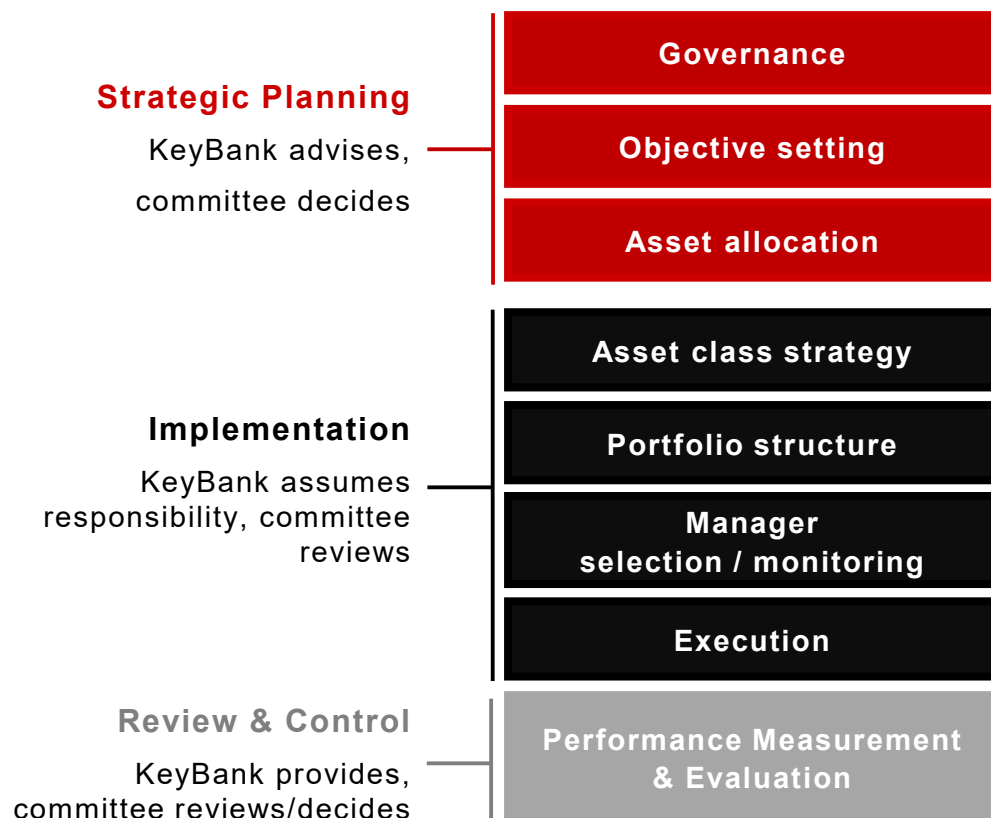 Strategic Planning
KeyBank advises,
committee decides
Governance
Objective setting
Asset allocation
Implementation
KeyBank assumes
responsibility, committee
reviews
Asset class strategy
Portfolio structure
Manager
selection / monitoring
Execution
Review & Control
KeyBank provides,
committee reviews/decides
Performance Measurement
& Evaluation